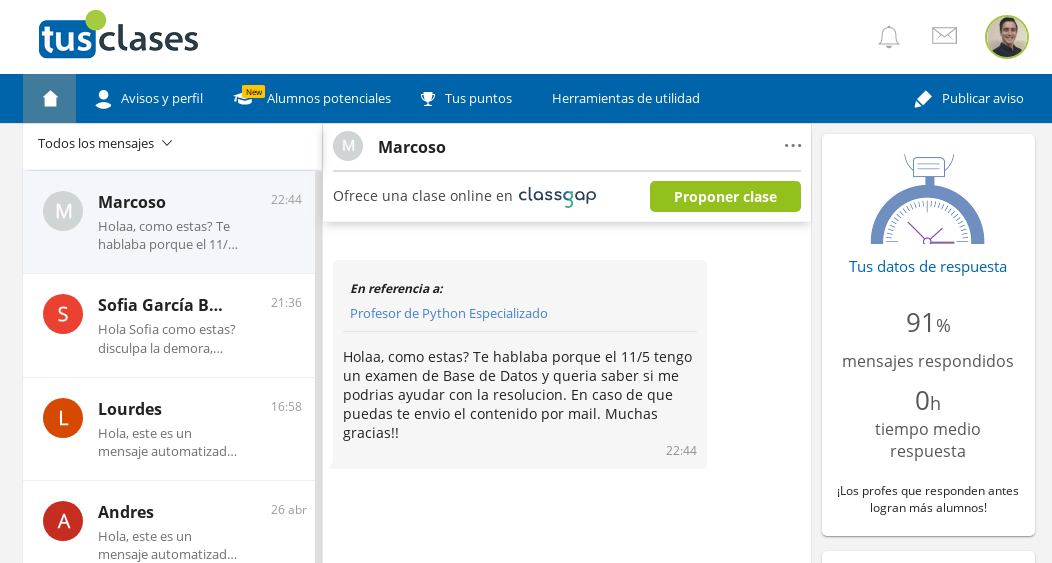 tusclases
New
Avisos y perfil
Alumnos potenciales
Tus puntos
Herramientas de utilidad
Publicar aviso
Todos los mensajes
M
Marcoso
22:44
Holaa, como estas? Te
hablaba porque el 11/...
S
Sofia García B...
21:36
Hola Sofia como estas?
disculpa la demora,...
L
Lourdes
16:58
Hola, este es un
mensaje automatizad...
A
Andres
26 abr
Hola, este es un
mensaje automatizad...
M
Marcoso
Ofrece una clase online en classgap
Proponer clase
En referencia a:
Profesor de Python Especializado
Holaa, como estas? Te hablaba porque el 11/5 tengo
un examen de Base de Datos y queria saber si me
podrias ayudar con la resolucion. En caso de que
puedas te envio el contenido por mail. Muchas
gracias!!
22:44
Tus datos de respuesta
91%
mensajes respondidos
0h
tiempo medio
respuesta
¡Los profes que responden antes
logran más alumnos!